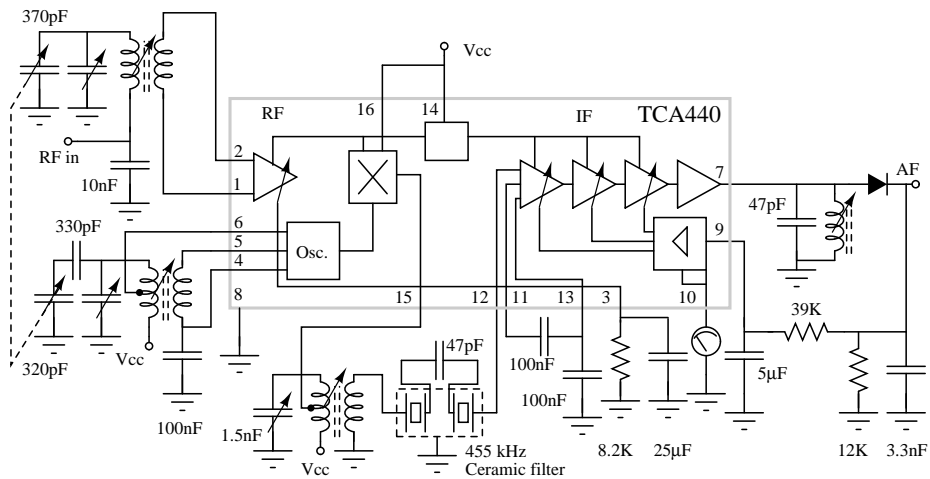 370pF
Vcc
RF
16
14
IF
TCA440
RF in
2
7
AF
10nF
1
47pF
330pF
6
9
5
Osc.
4
8
15
12
11
13
3
10
39K
320pF
Vcc
47pF
100nF
5μF
100nF
1.5nF
100nF
Vcc
455 kHz
Ceramic filter
8.2K
25μF
12K
3.3nF